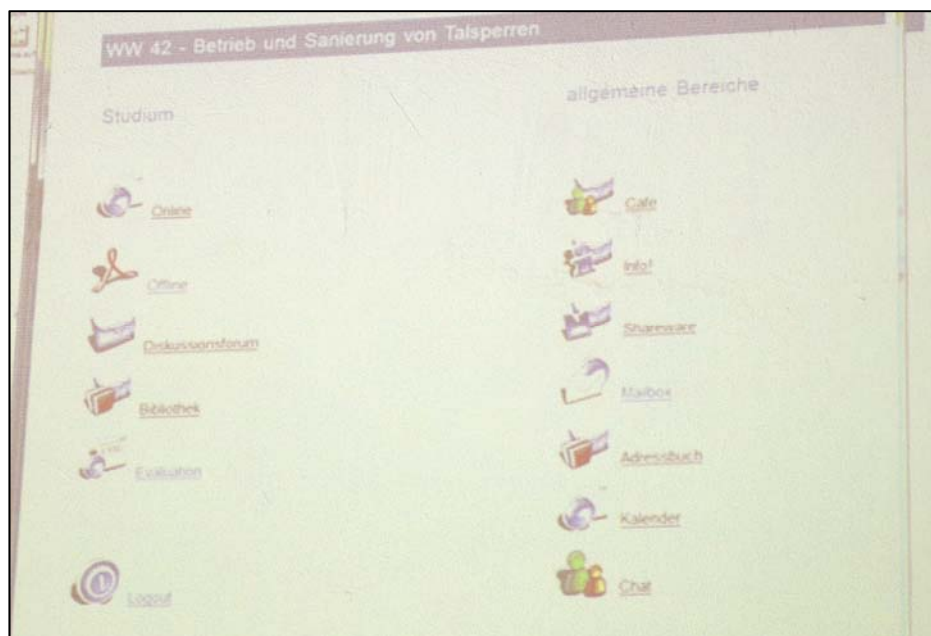 WW 42 - Betrieb und Sanierung von Talsperren
Studium
Online
Offline
Diskussionsforum
Bibliothek
Evaluation
Logout
allgemeine Bereiche
Cafe
Info!
Shareware
Mailbox
Adressbuch
Kalender
Chat